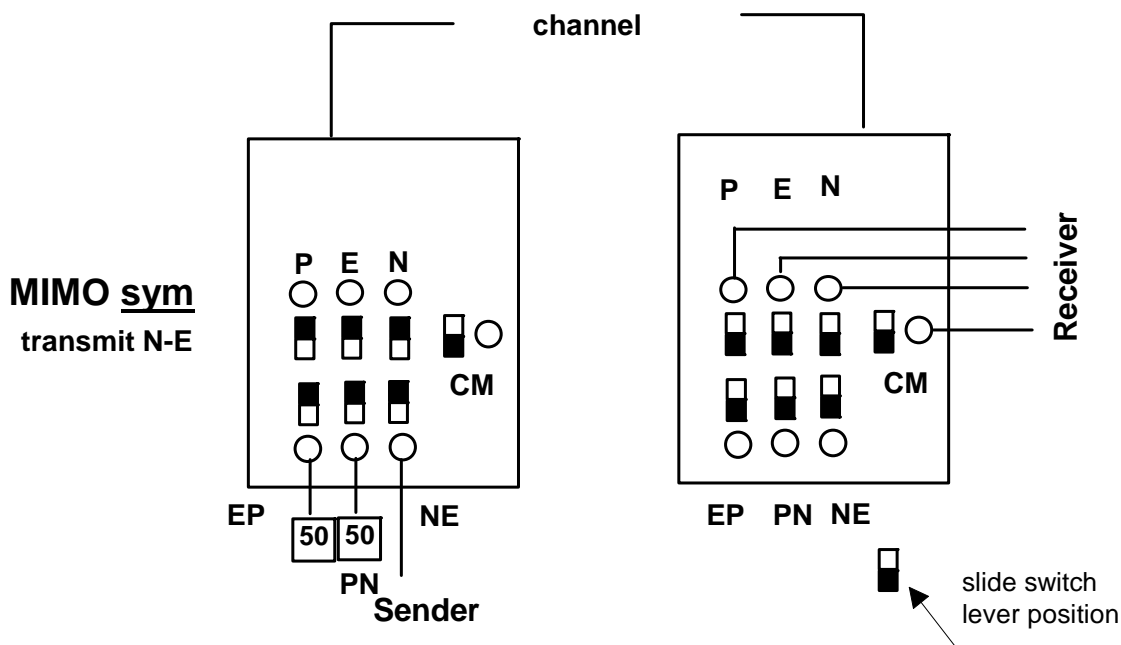 channel
P E N
P E N
MIMO sym
transmit N-E
CM
CM
Receiver
EP
NE
50
50
PN
Sender
EP PN NE
slide switch
lever position